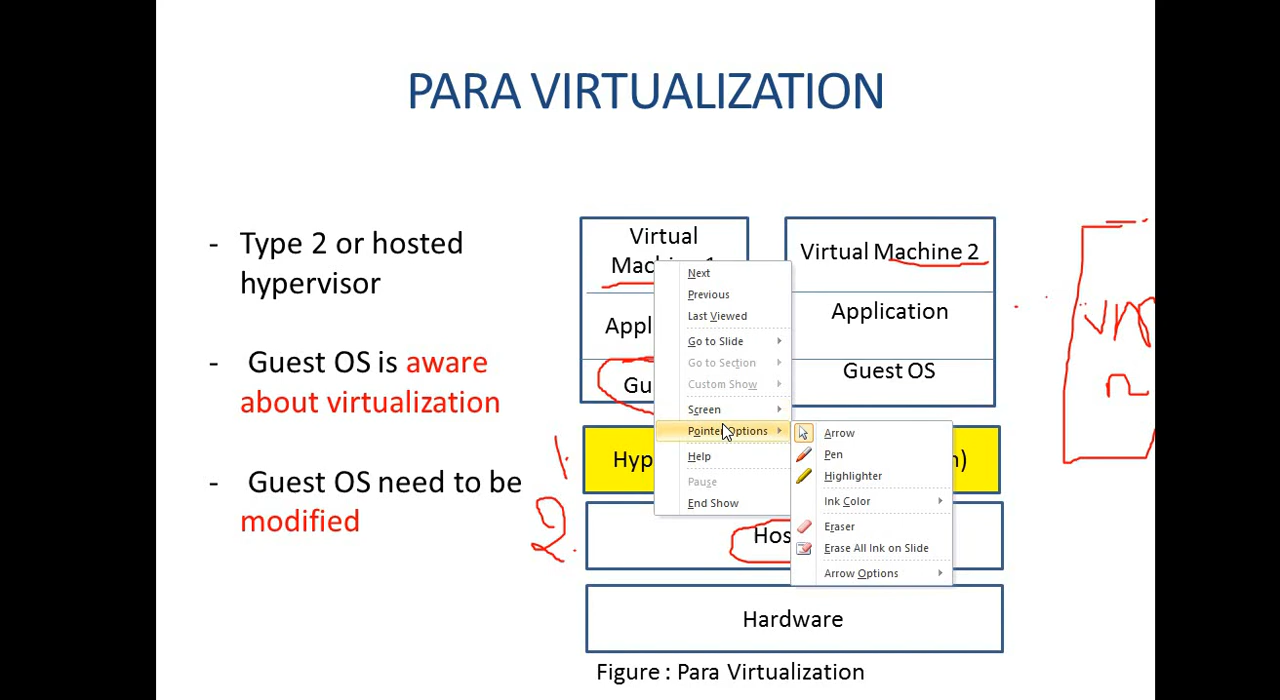 PARA VIRTUALIZATION
- Type 2 or hosted
hypervisor
- Guest OS is aware
about virtualization
- Guest OS need to be
modified
Virtual
Virtual Machine 2
Application
Guest OS
VM
n
1.
2.
Next
Previous
Last Viewed
Go to Slide
Go to Section
Custom Show
Screen
Pointer Options
Help
Pause
End Show
Arrow
Pen
Highlighter
Ink Color
Eraser
Erase All Ink on Slide
Arrow Options
Hardware
Figure : Para Virtualization